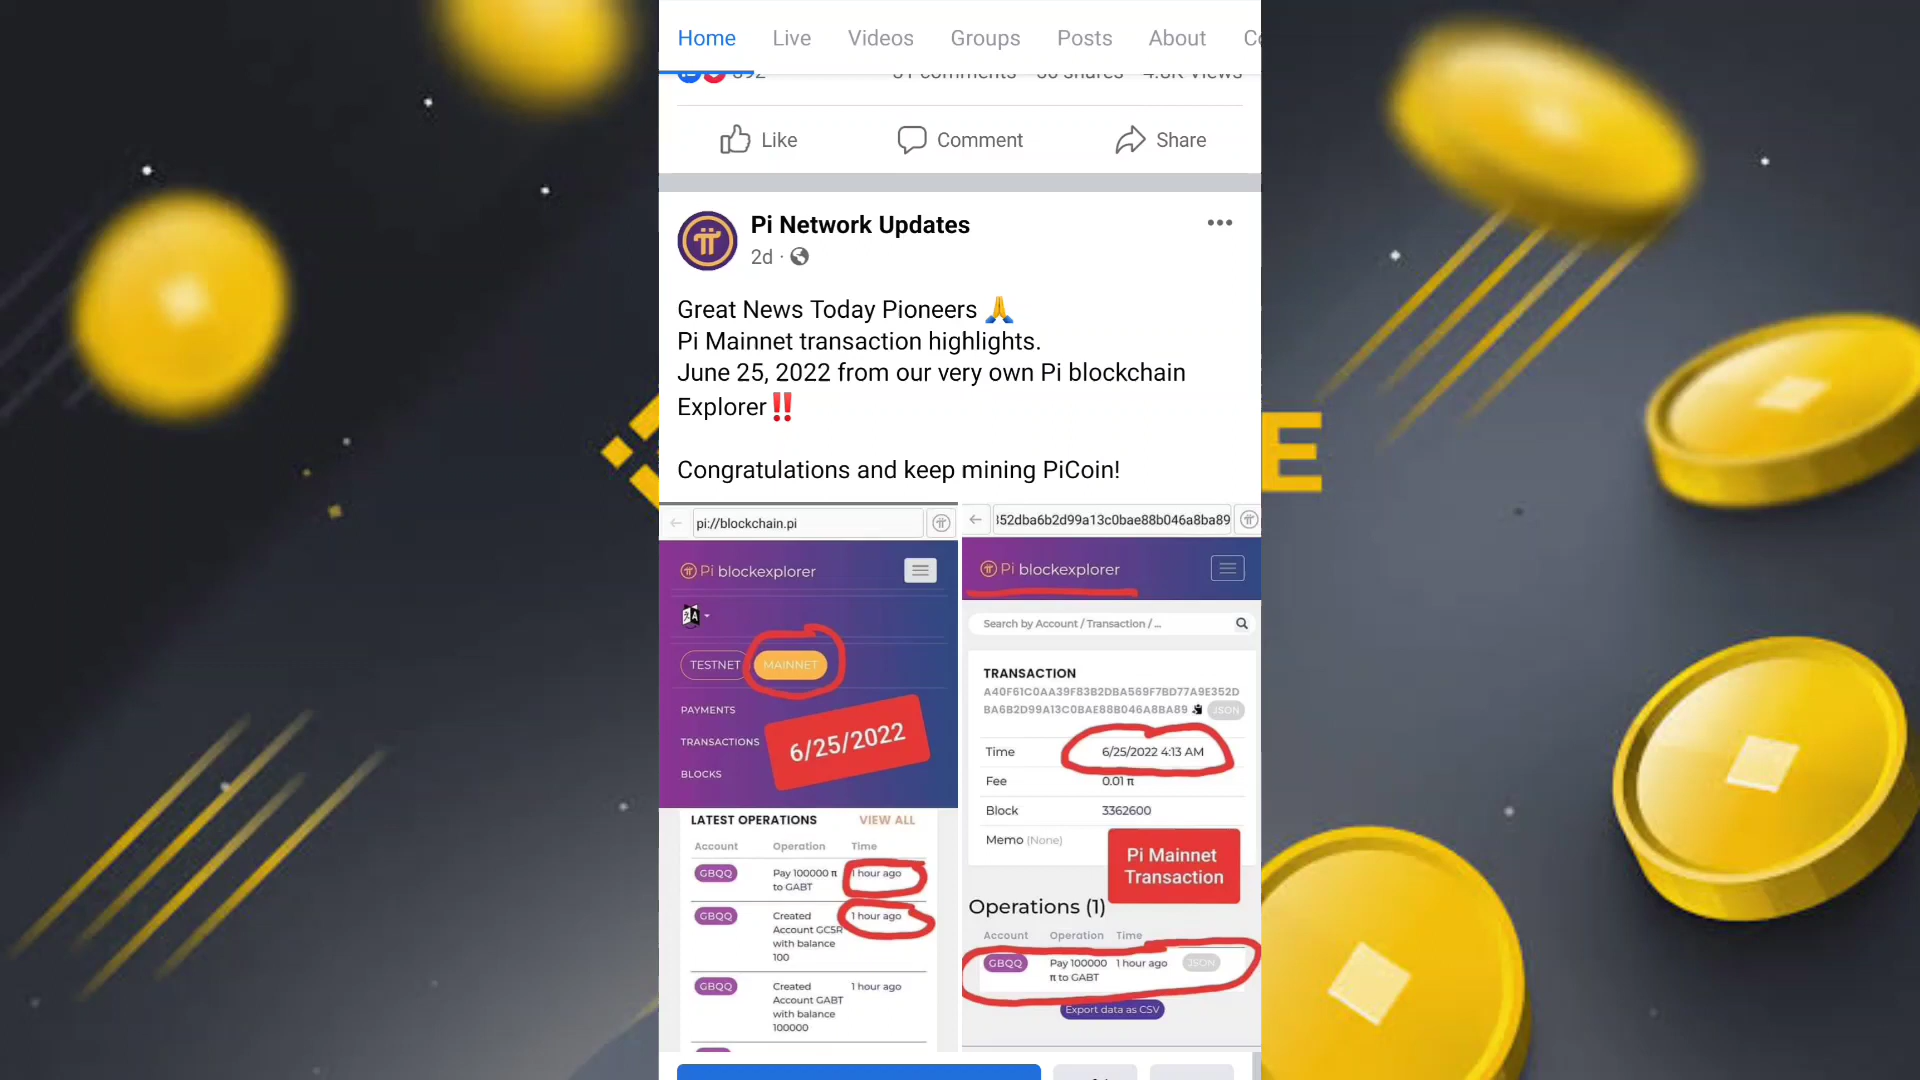 Home Live Videos Groups Posts About
Like Comment Share
Pi Network Updates
2d ·
Great News Today Pioneers 🙏
Pi Mainnet transaction highlights.
June 25, 2022 from our very own Pi blockchain
Explorer‼️
Congratulations and keep mining PiCoin!
E
pi://blockchain.pi
Pi blockexplorer
TESTNET MAINNET
PAYMENTS
TRANSACTIONS
BLOCKS
6/25/2022
LATEST OPERATIONS VIEW ALL
Account Operation Time
GBQQ Pay 100000 π 1 hour ago
to GABT
GBQQ Created 1 hour ago
Account GCSR
with balance
100
GBQQ Created 1 hour ago
Account GABT
with balance
100000
352dba6b2d99a13c0bae88b046a8ba89
Pi blockexplorer
Search by Account / Transaction / ...
TRANSACTION
A40F61C0AA39F83B2DBA569F7BD77A9E352D
BA6B2D99A13C0BAE88B046A8BA89 JSON
Time 6/25/2022 4:13 AM
Fee 0.01 π
Block 3362600
Memo (None)
Pi Mainnet
Transaction
Operations (1)
Account Operation Time
GBQQ Pay 100000 1 hour ago JSON
π to GABT
Export data as CSV